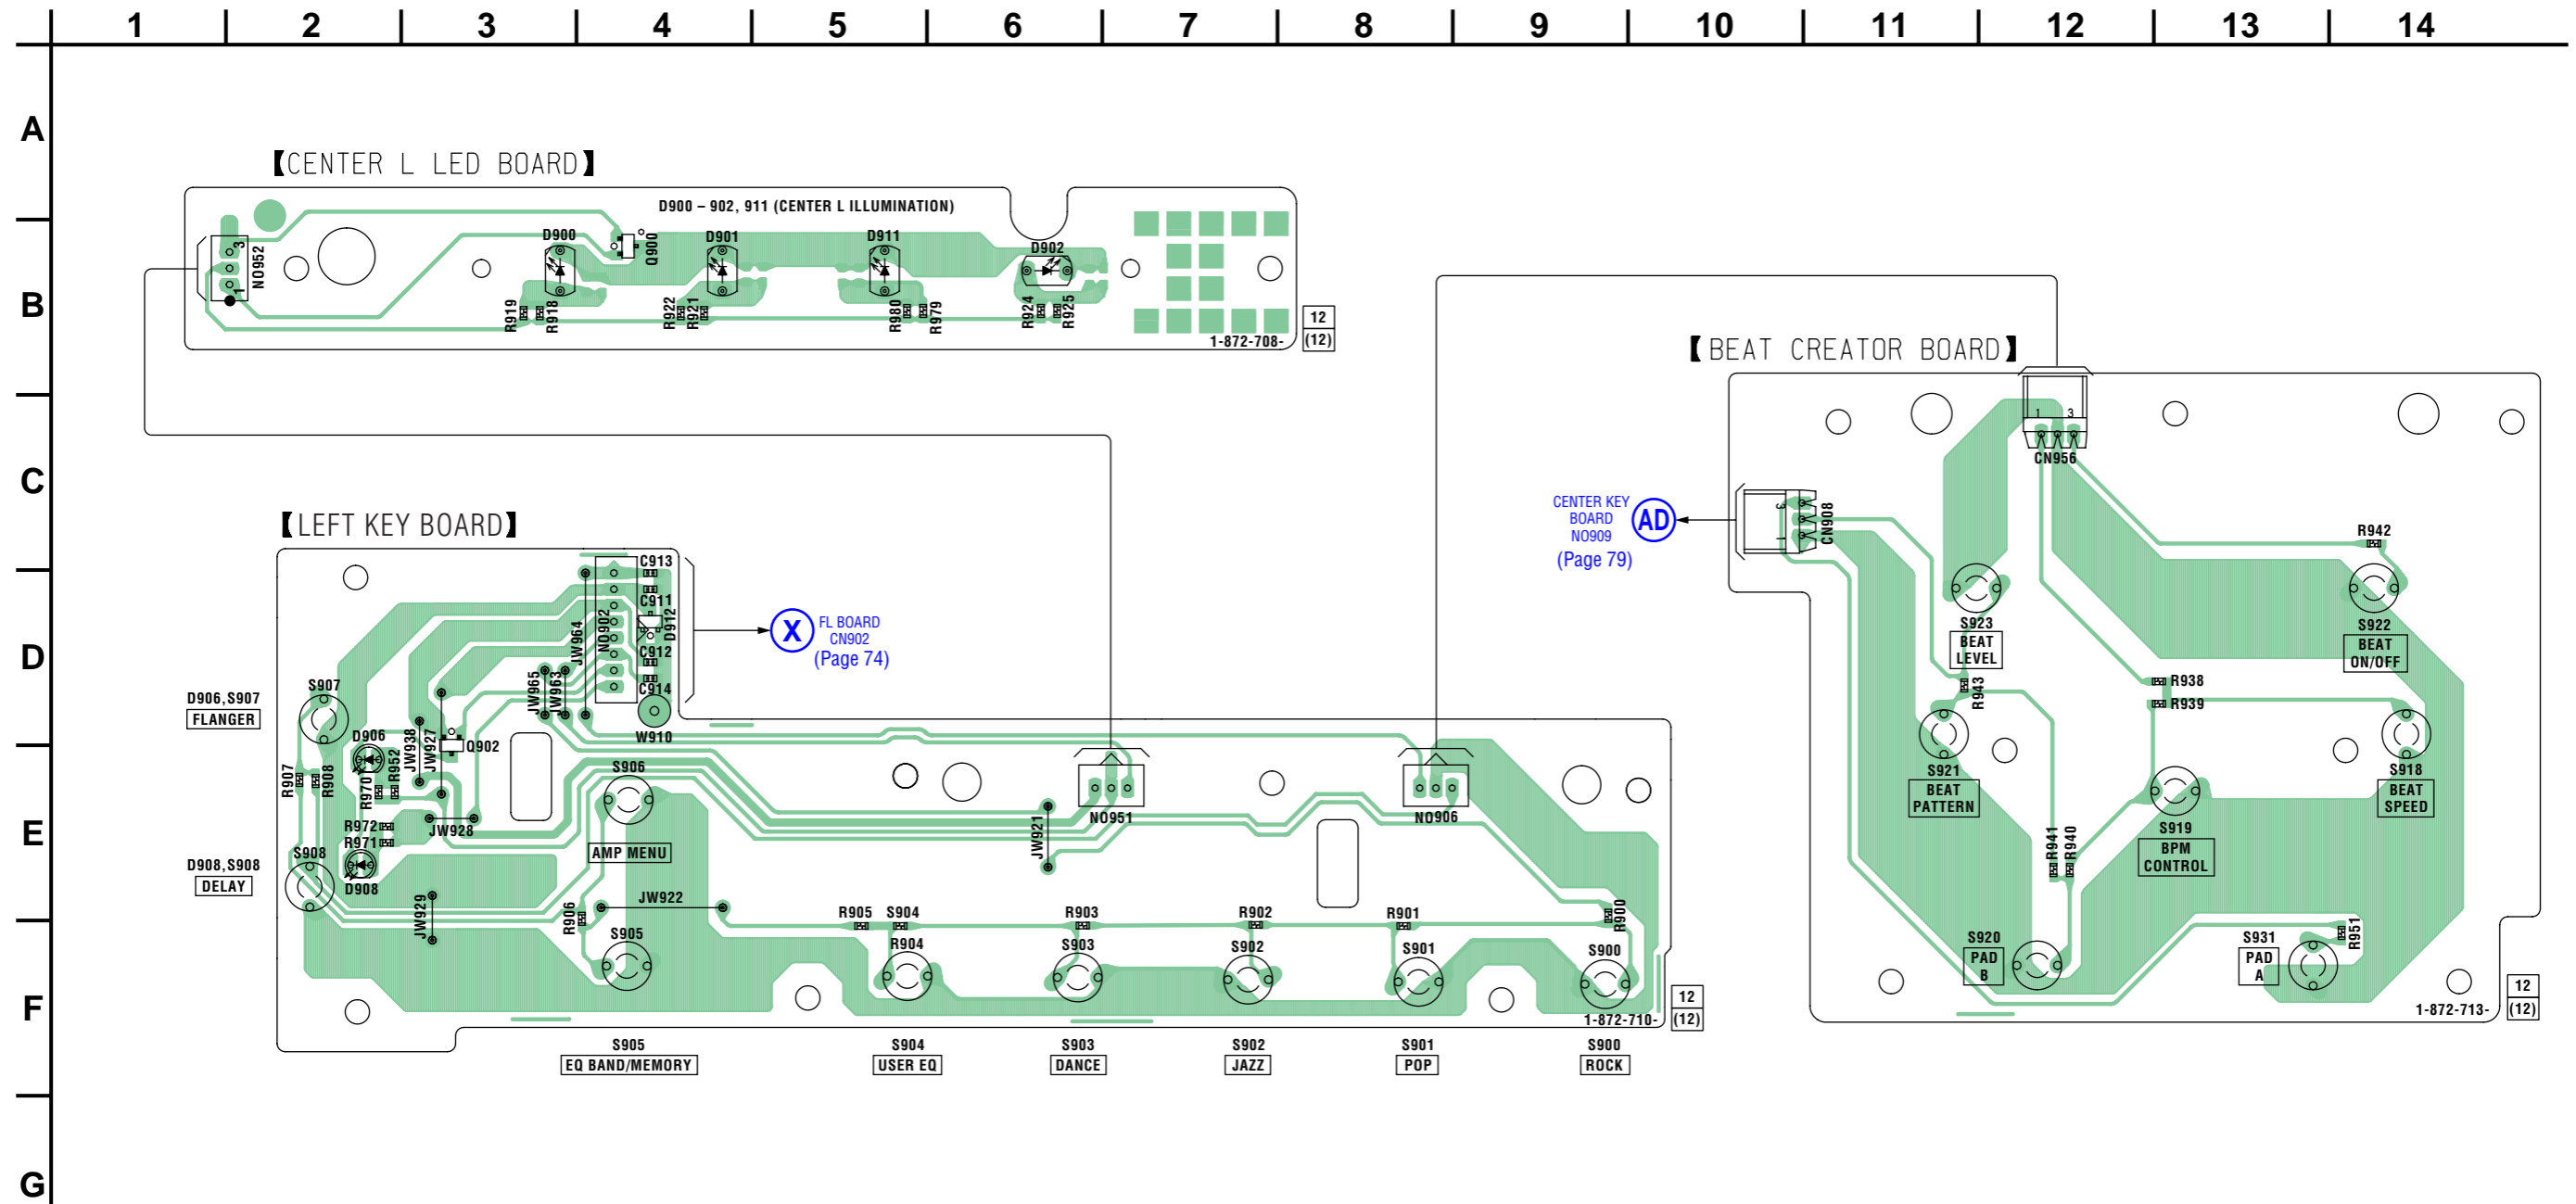 1 2 3 4 5 6 7 8 9 10 11 12 13 14
A
B
C
D
E
F
G
【CENTER L LED BOARD】
D900 – 902, 911 (CENTER L ILLUMINATION)
NO952
3
1
D900
Q900
D901
D911
D902
R919
R918
R922
R921
R980
R979
R924
R925
1-872-708-
12
(12)
【LEFT KEY BOARD】
C913
C911
D912
C912
C914
NO902
JW964
JW965
JW963
W910
X
FL BOARD
CN902
(Page 74)
D906,S907
FLANGER
S907
D906
R907
R908
R970
R952
JW938
JW927
Q902
R972
R971
JW928
D908,S908
DELAY
S908
D908
JW929
S906
AMP MENU
JW922
R906
S905
R905
S904
R904
JW921
NO951
NO906
R903
S903
R902
S902
R901
S901
R900
S900
1-872-710-
12
(12)
S905
EQ BAND/MEMORY
S904
USER EQ
S903
DANCE
S902
JAZZ
S901
POP
S900
ROCK
【BEAT CREATOR BOARD】
1 3
CN956
CENTER KEY
BOARD
NO909
(Page 79)
AD
3
1
CN908
R942
S923
BEAT
LEVEL
S922
BEAT
ON/OFF
R943
R938
R939
S921
BEAT
PATTERN
S918
BEAT
SPEED
S919
BPM
CONTROL
R941
R940
S920
PAD
B
S931
PAD
A
R951
1-872-713-
12
(12)